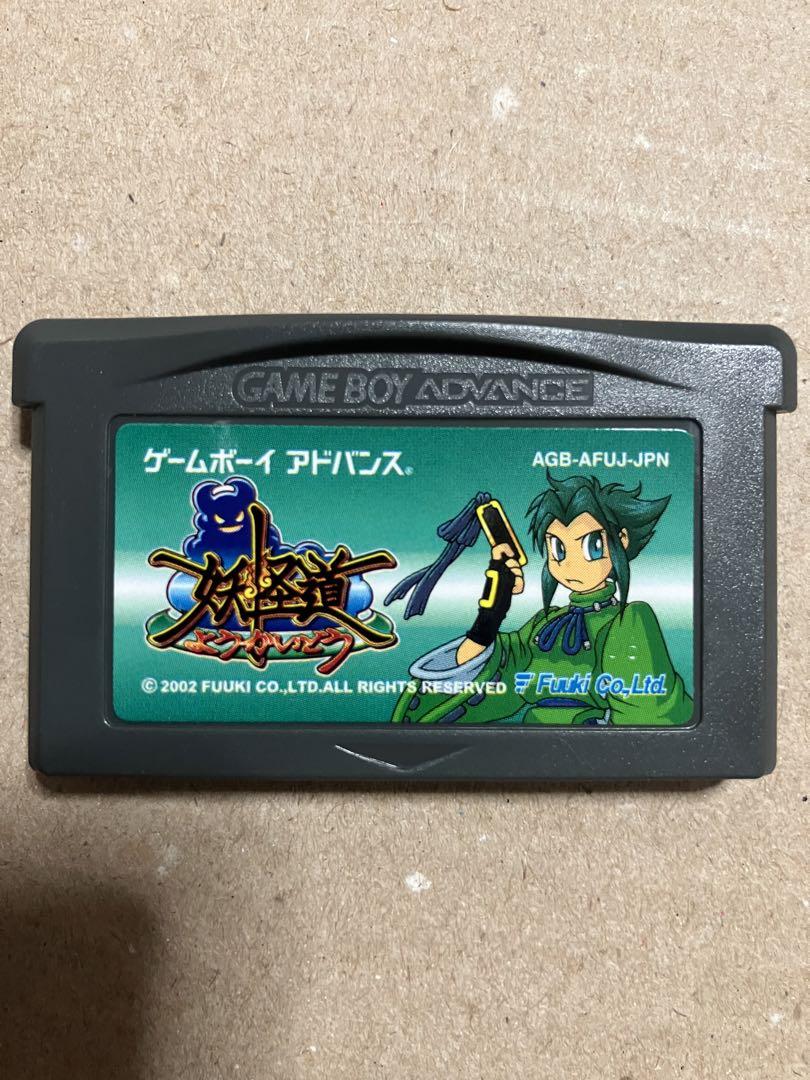 GAME BOY ADVANCE
ゲームボーイ アドバンス®
AGB-AFUJ-JPN
妖怪道
ようかいどう
© 2002 FUUKI CO.,LTD.ALL RIGHTS RESERVED
Fuuki Co.,Ltd.